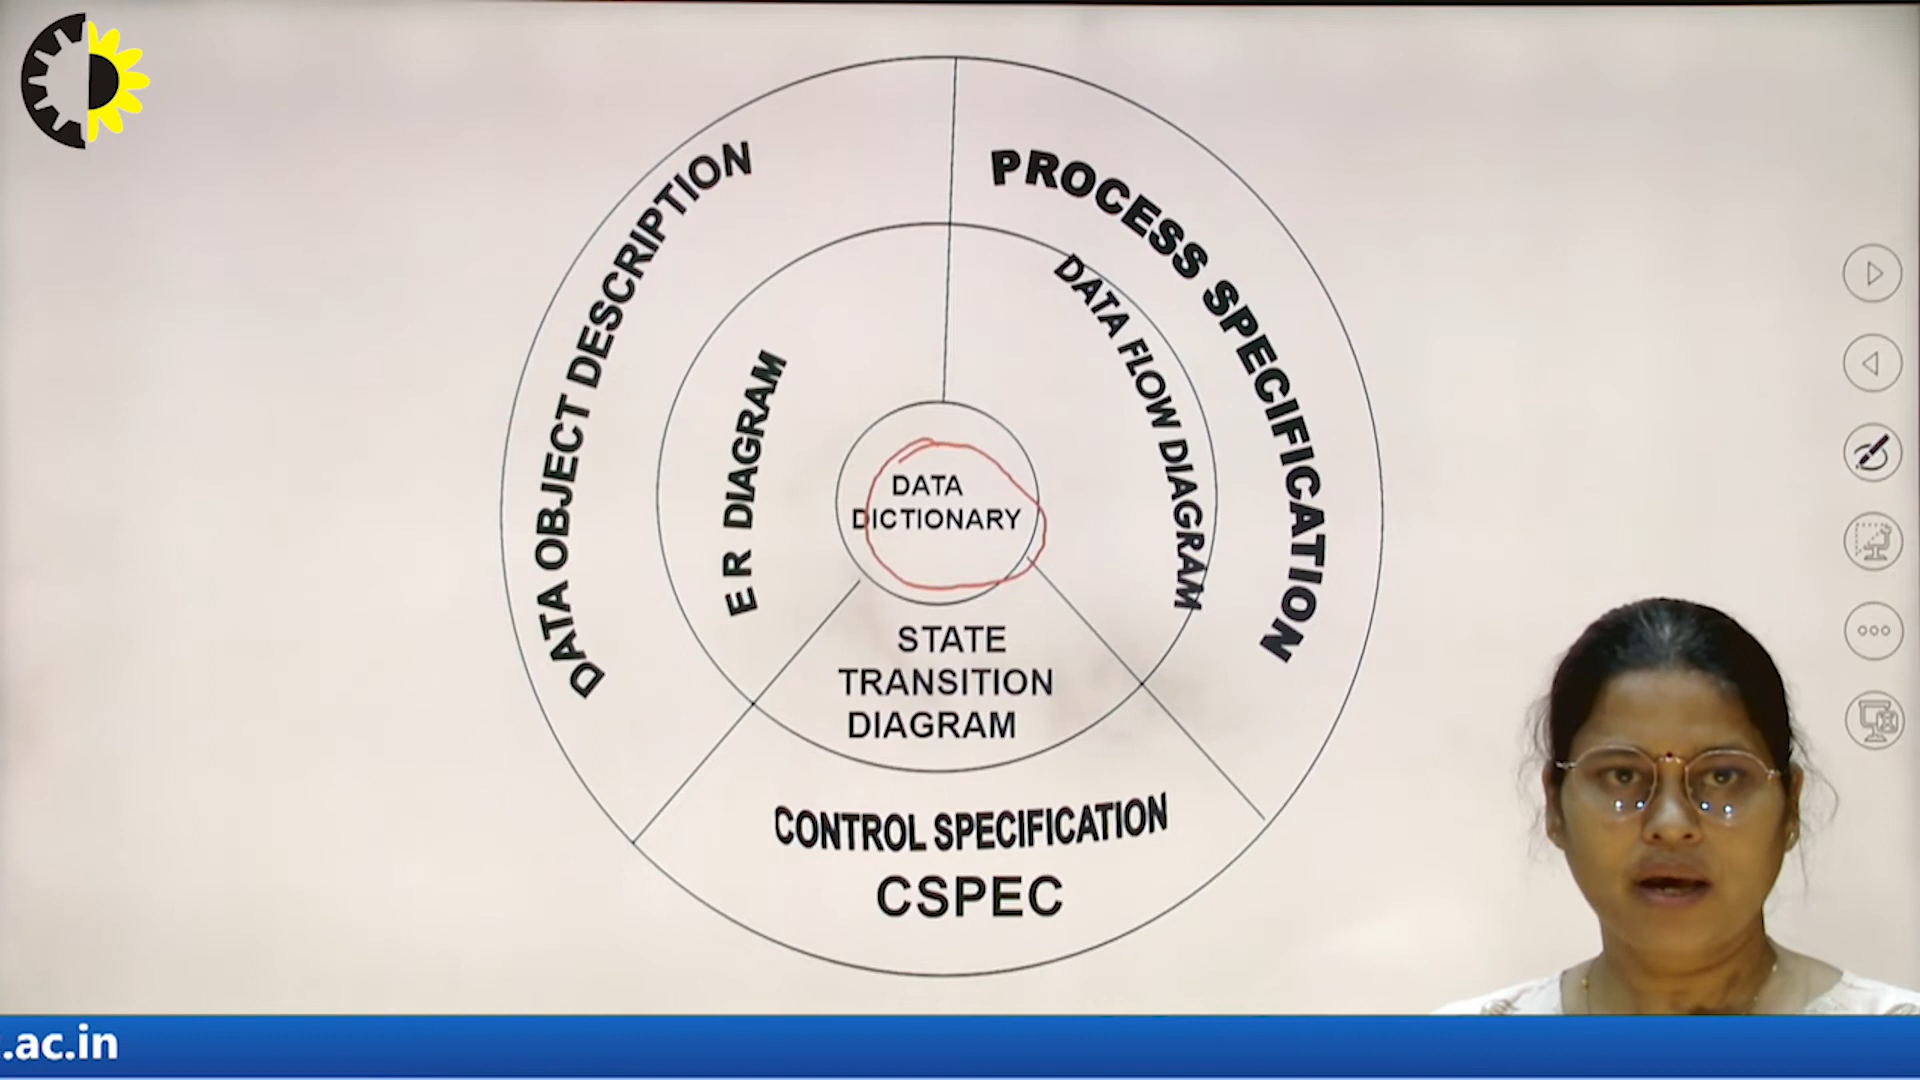 DATA OBJECT DESCRIPTION
PROCESS SPECIFICATION
E R DIAGRAM
DATA FLOW DIAGRAM
DATA
DICTIONARY
STATE
TRANSITION
DIAGRAM
CONTROL SPECIFICATION
CSPEC
.ac.in